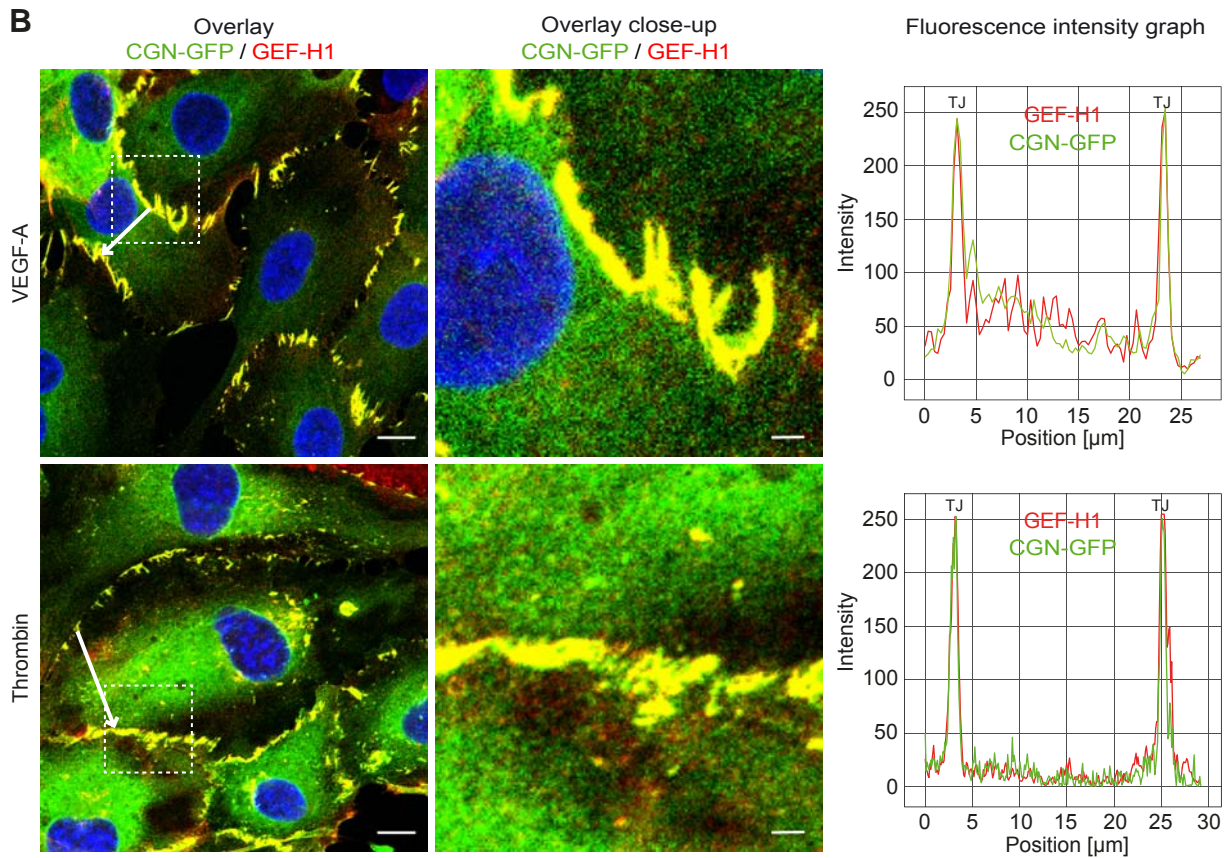 B
Overlay
CGN-GFP / GEF-H1
Overlay close-up
CGN-GFP / GEF-H1
Fluorescence intensity graph
VEGF-A
TJ
TJ
GEF-H1
CGN-GFP
Intensity
250
200
150
100
50
0
0 5 10 15 20 25
Position [µm]
Thrombin
TJ
TJ
GEF-H1
CGN-GFP
Intensity
250
200
150
100
50
0
0 5 10 15 20 25 30
Position [µm]